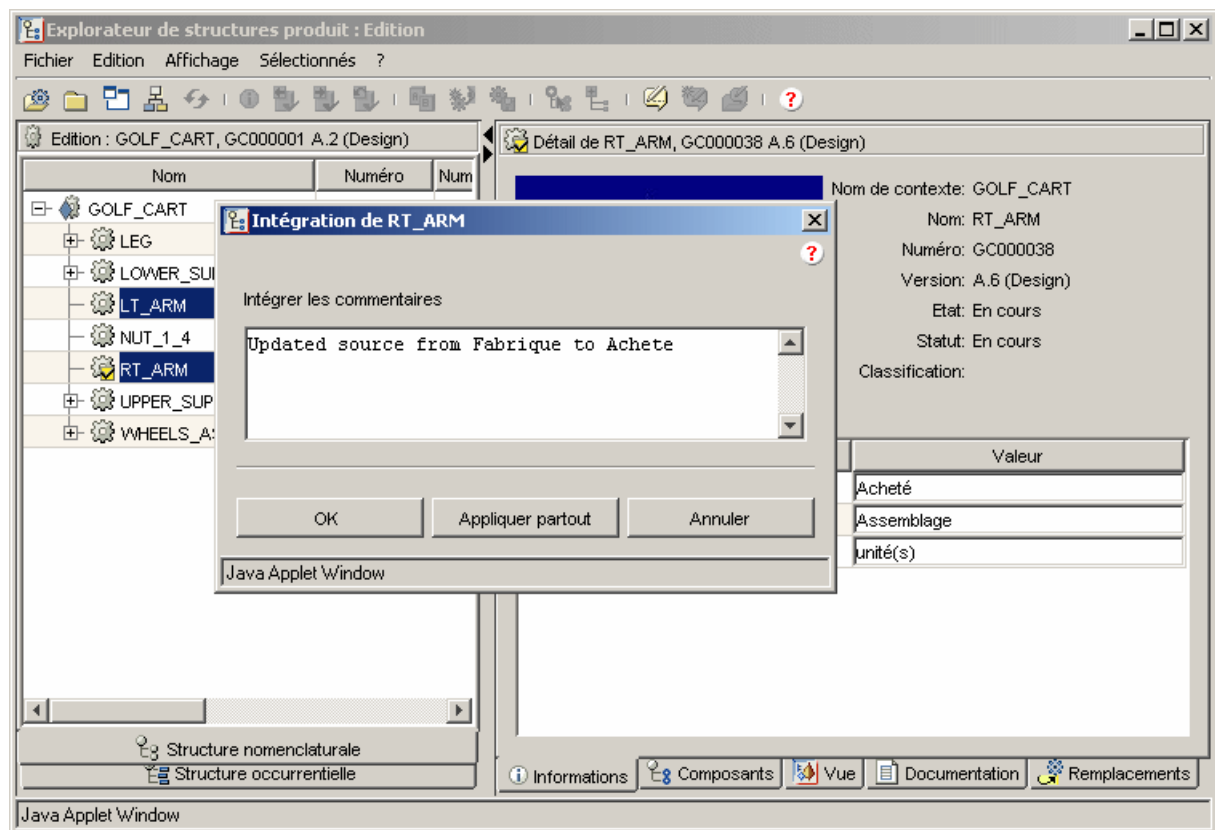 Explorateur de structures produit : Edition
Fichier Edition Affichage Sélectionnés ?
Edition : GOLF_CART, GC000001 A.2 (Design)
Nom Numéro Num
GOLF_CART
LEG
LOWER_SU
LT_ARM
NUT_1_4
RT_ARM
UPPER_SUP
WHEELS_A
Structure nomenclaturale
Structure occurrentielle
Détail de RT_ARM, GC000038 A.6 (Design)
Nom de contexte: GOLF_CART
Nom: RT_ARM
Numéro: GC000038
Version: A.6 (Design)
Etat: En cours
Statut: En cours
Classification:
Valeur
Acheté
Assemblage
unité(s)
Informations Composants Vue Documentation Remplacements
Intégration de RT_ARM
?
Intégrer les commentaires
Updated source from Fabrique to Achete
OK Appliquer partout Annuler
Java Applet Window
Java Applet Window